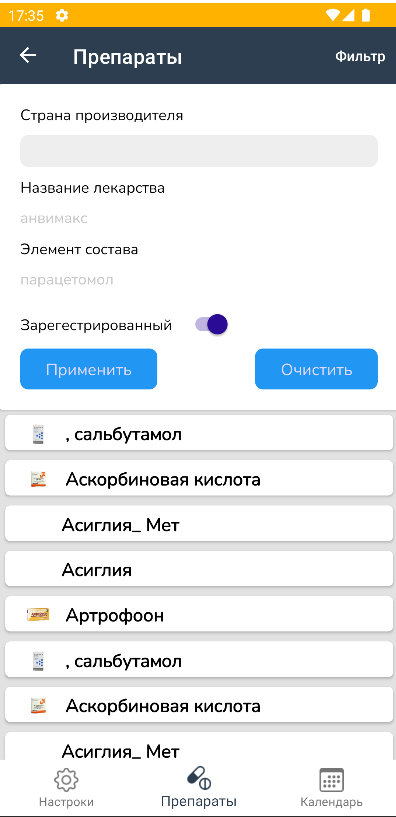 17:35
Препараты
Фильтр
Страна производителя
Название лекарства
анвимакс
Элемент состава
парацетомол
Зарегестрированный
Применить
Очистить
, сальбутамол
Аскорбиновая кислота
Асиглия_ Мет
Асиглия
Артрофоон
, сальбутамол
Аскорбиновая кислота
Асиглия_ Мет
Настроки
Препараты
Календарь